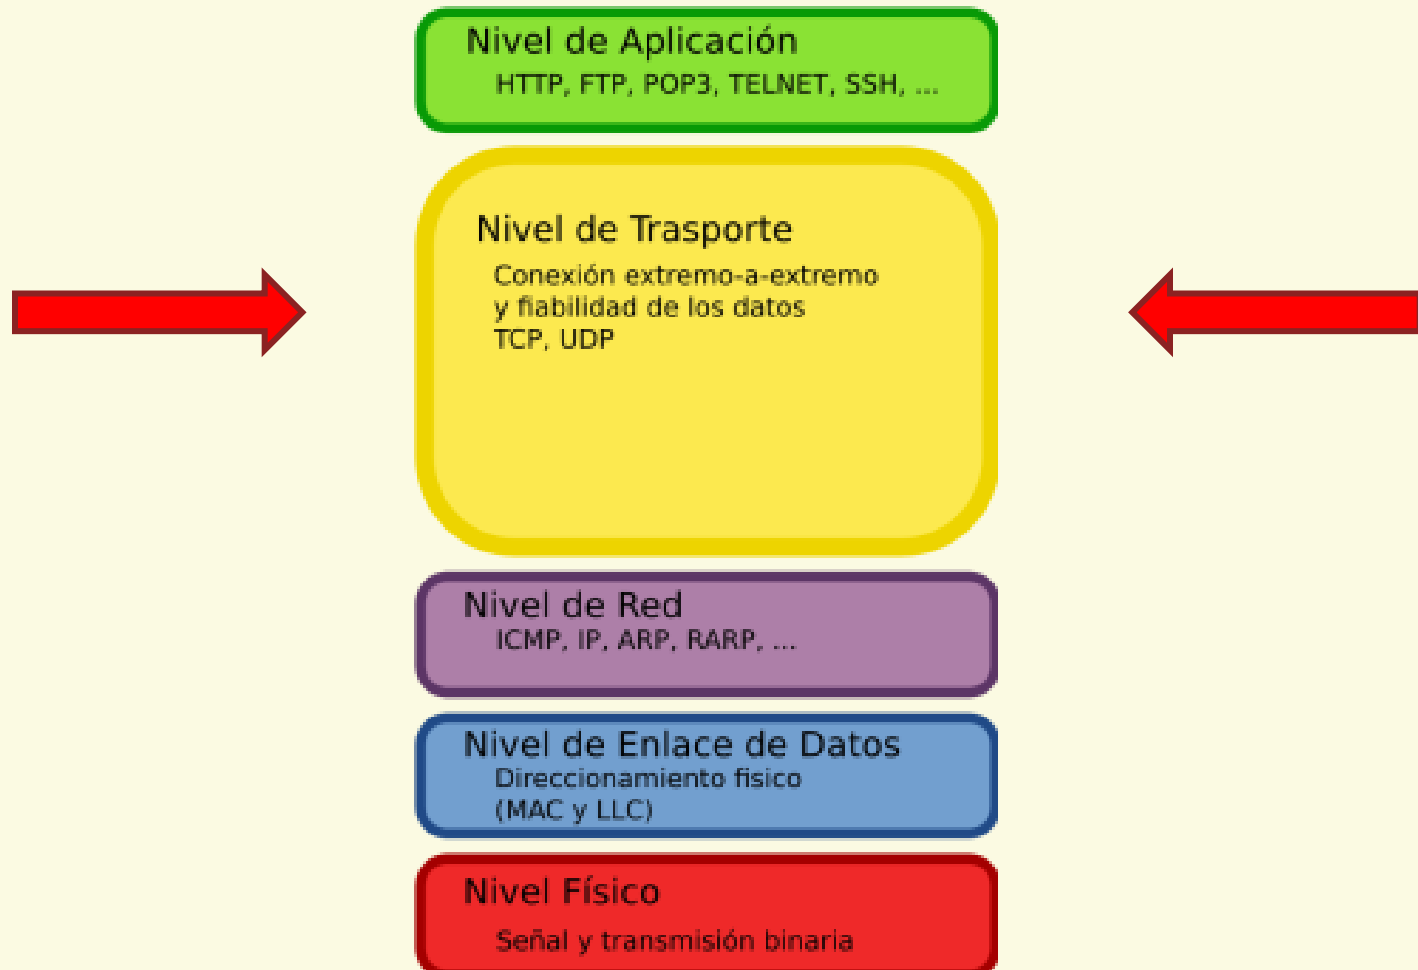 Nivel de Aplicación
HTTP, FTP, POP3, TELNET, SSH, ...
Nivel de Trasporte
Conexión extremo-a-extremo
y fiabilidad de los datos
TCP, UDP
Nivel de Red
ICMP, IP, ARP, RARP, ...
Nivel de Enlace de Datos
Direccionamiento fisico
(MAC y LLC)
Nivel Físico
Señal y transmisión binaria